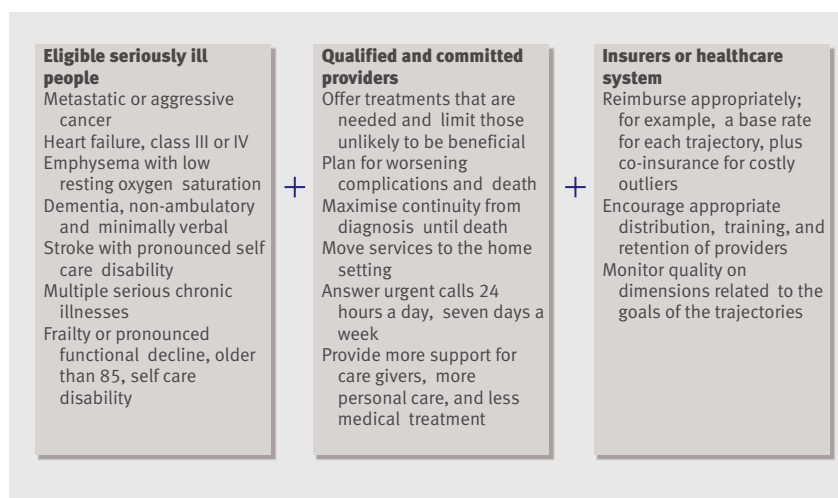 Eligible seriously ill
people
Metastatic or aggressive
cancer
Heart failure, class III or IV
Emphysema with low
resting oxygen saturation
Dementia, non-ambulatory
and minimally verbal
Stroke with pronounced self
care disability
Multiple serious chronic
illnesses
Frailty or pronounced
functional decline, older
than 85, self care
disability
+
Qualified and committed
providers
Offer treatments that are
needed and limit those
unlikely to be beneficial
Plan for worsening
complications and death
Maximise continuity from
diagnosis until death
Move services to the home
setting
Answer urgent calls 24
hours a day, seven days a
week
Provide more support for
care givers, more
personal care, and less
medical treatment
+
Insurers or healthcare
system
Reimburse appropriately;
for example, a base rate
for each trajectory, plus
co-insurance for costly
outliers
Encourage appropriate
distribution, training, and
retention of providers
Monitor quality on
dimensions related to the
goals of the trajectories